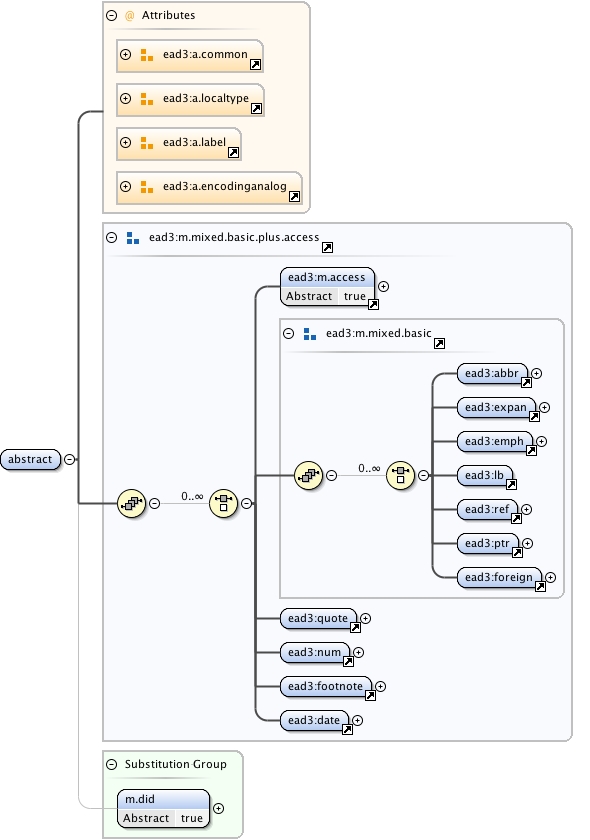 @ Attributes
ead3:a.common
ead3:a.localtype
ead3:a.label
ead3:a.encodinganalog
ead3:m.mixed.basic.plus.access
ead3:m.access
Abstract true
ead3:m.mixed.basic
ead3:abbr
ead3:expan
ead3:emph
abstract
0..∞
ead3:lb
0..∞
ead3:ref
ead3:ptr
ead3:foreign
ead3:quote
ead3:num
ead3:footnote
ead3:date
Substitution Group
m.did
Abstract true